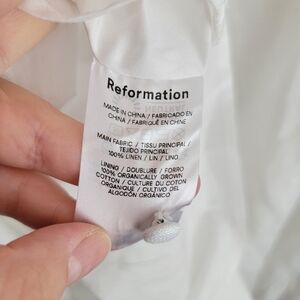 Reformation
MADE IN CHINA / FABRICADO EN
CHINA / FABRIQUÉ EN CHINE
MAIN FABRIC / TISSU PRINCIPAL /
TEJIDO PRINCIPAL
100% LINEN / LIN / LINO
LINING / DOUBLURE / FORRO
100% ORGANICALLY GROWN
COTTON / CULTURE DU COTON
ORGANIQUE / CULTIVO DEL
ALGODÓN ORGÁNICO